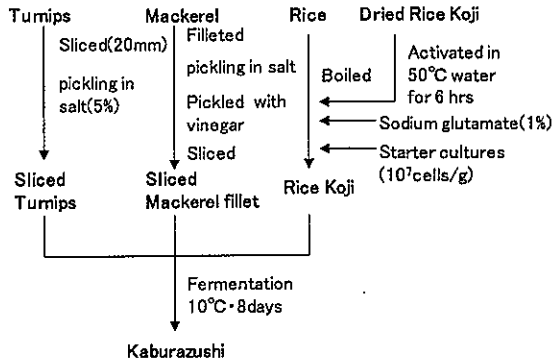 Turnips
Sliced(20mm)
pickling in
salt(5%)
Sliced
Turnips
Mackerel
Filleted
pickling in salt
Pickled with
vinegar
Sliced
Sliced
Mackerel fillet
Rice
Boiled
Dried Rice Koji
Activated in
50°C water
for 6 hrs
Sodium glutamate(1%)
Starter cultures
(10⁷cells/g)
Rice Koji
Fermentation
10°C・8days
Kaburazushi